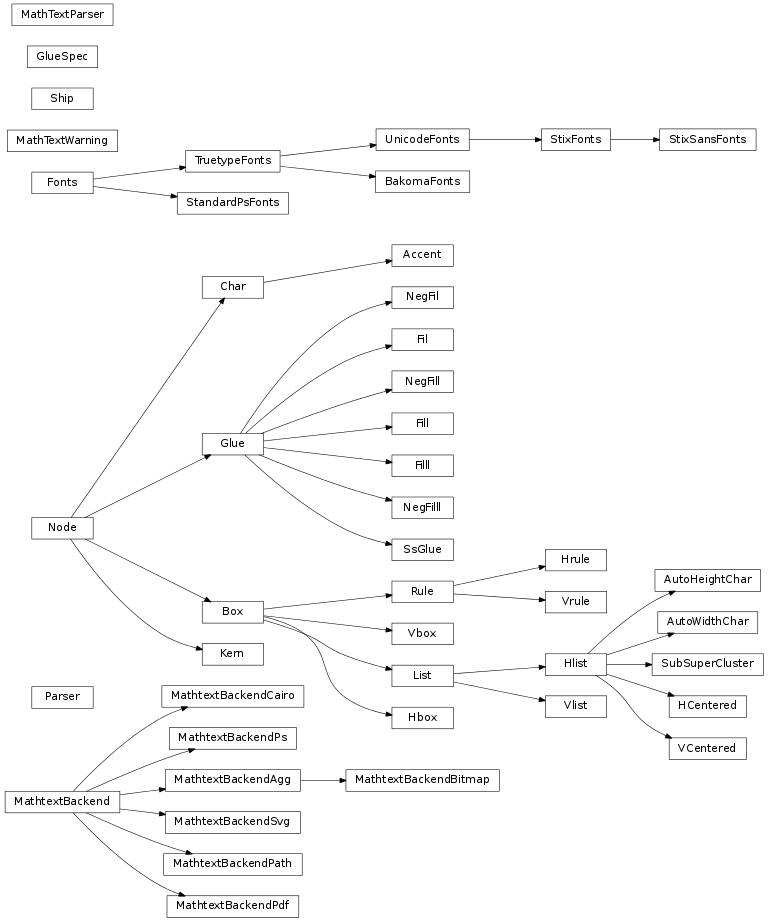 MathTextParser
GlueSpec
Ship
MathTextWarning
UnicodeFonts
StixFonts
StixSansFonts
TruetypeFonts
Fonts
BakomaFonts
StandardPsFonts
Accent
Char
NegFil
Fil
NegFill
Fill
Glue
Filll
NegFilll
Node
SsGlue
Hrule
AutoHeightChar
Rule
Vrule
Box
AutoWidthChar
Vbox
Kern
Hlist
SubSuperCluster
List
Parser
MathtextBackendCairo
Vlist
HCentered
Hbox
MathtextBackendPs
VCentered
MathtextBackendAgg
MathtextBackendBitmap
MathtextBackend
MathtextBackendSvg
MathtextBackendPath
MathtextBackendPdf